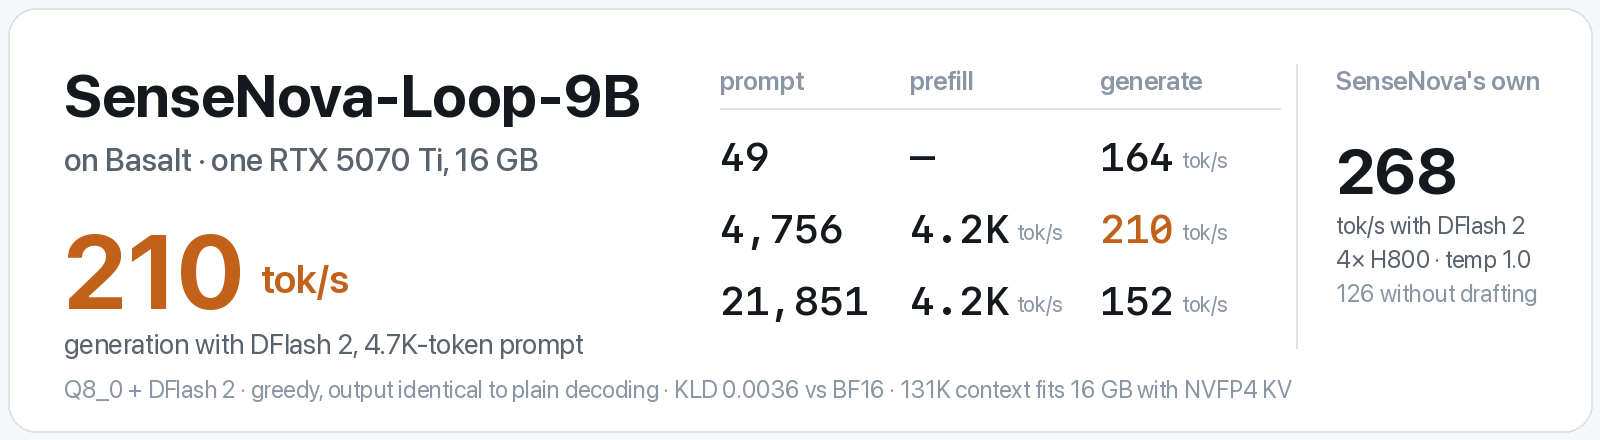 SenseNova-Loop-9B
on Basalt · one RTX 5070 Ti, 16 GB
210 tok/s
generation with DFlash 2, 4.7K-token prompt
prompt prefill generate
49 — 164 tok/s
4,756 4.2K tok/s 210 tok/s
21,851 4.2K tok/s 152 tok/s
SenseNova's own
268
tok/s with DFlash 2
4× H800 · temp 1.0
126 without drafting
Q8_0 + DFlash 2 · greedy, output identical to plain decoding · KLD 0.0036 vs BF16 · 131K context fits 16 GB with NVFP4 KV